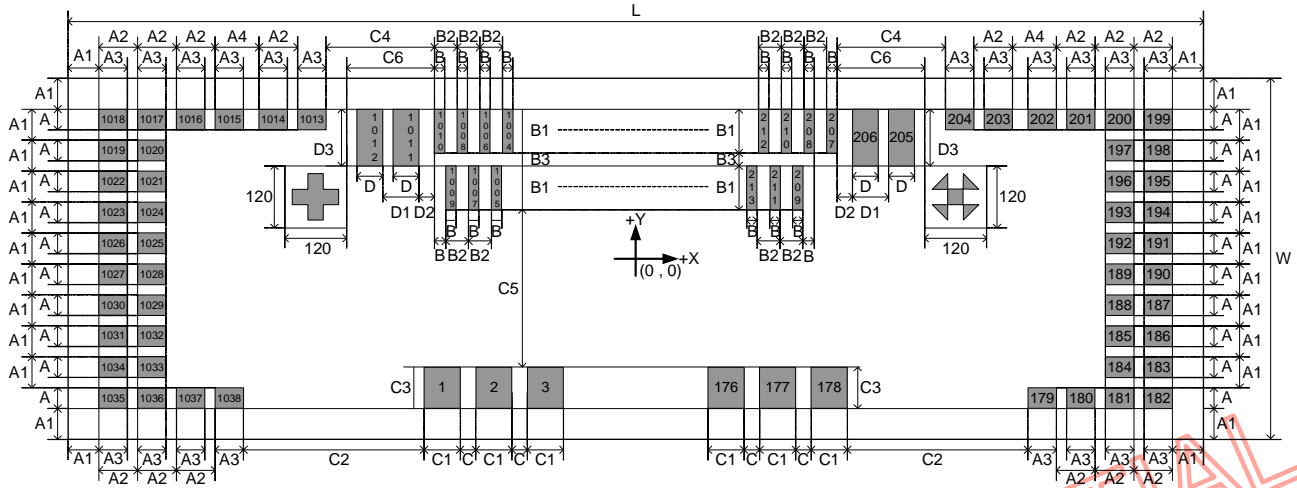 L
A2 A2 A4 A2 C4 B2 B2 B2 B2 B2 B2 C4 A2 A4 A2 A2
A1 A3 A3 A3 A3 A3 C6 B B B B B B B B C6 A3 A3 A3 A3 A3 A1
A1 A1
A1 A 1018 1017 1016 1015 1014 1013 1012 1011 1010 1008 1006 1004 B1 B1 212 210 208 207 206 205 204 203 202 201 200 199 A A1
D3 B3 B3 D3
A1 A 1019 1020 197 198 A A1
A1 A 1022 1021 120 D D B1 B1 D D 120 196 195 A A1
1009 1007 1005 213 211 209
A1 A 1023 1024 D1 D2 B B B +Y B B B D2 D1 193 194 A A1
120 B B2 B2 B2 B2 B 120
A1 A 1026 1025 +X 192 191 A A1
(0 , 0) W
A1 A 1027 1028 C5 189 190 A A1
A1 A 1030 1029 188 187 A A1
A1 A 1031 1032 185 186 A A1
A1 A 1034 1033 184 183 A A1
C3 1 2 3 176 177 178 C3
A 1035 1036 1037 1038 179 180 181 182 A
A1 A1
A1 A3 A3 A3 C2 C1 C C1 C C1 C1 C C1 C C1 C2 A3 A3 A3 A3 A1
A2 A2 A2 A2 A2 A2
TIAL